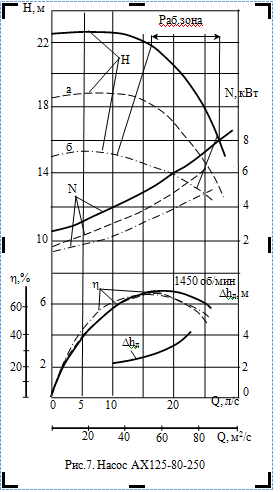 H, м
Раб.зона
22
H
а
18
N, кВт
б
8
14
6
N
4
10
2
η,%
1450 об/мин
Δhд, м
60
6
η
40
4
Δhд
20
2
2
0
0
5
10
20
Q, л/с
20
40
60
80
Q, м²/с
Рис.7. Насос АХ125-80-250